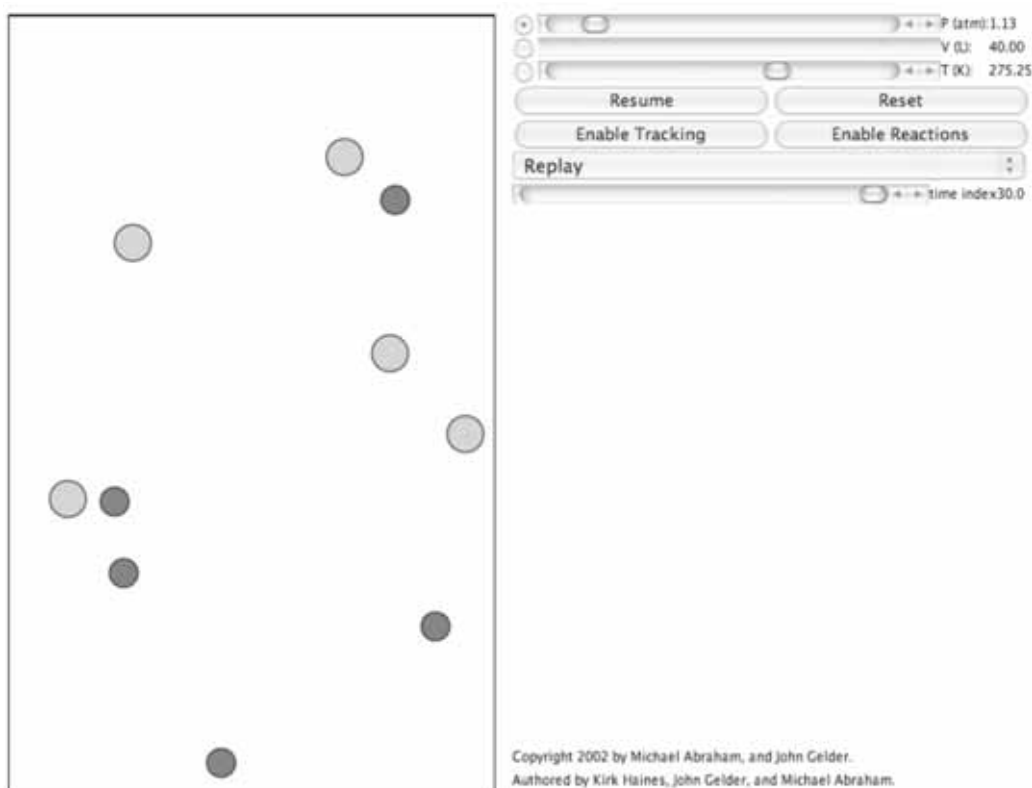 P (atm):1.13
V (L): 40.00
T (K): 275.25
Resume Reset
Enable Tracking Enable Reactions
Replay
time index30.0
Copyright 2002 by Michael Abraham, and John Gelder.
Authored by Kirk Haines, John Gelder, and Michael Abraham.